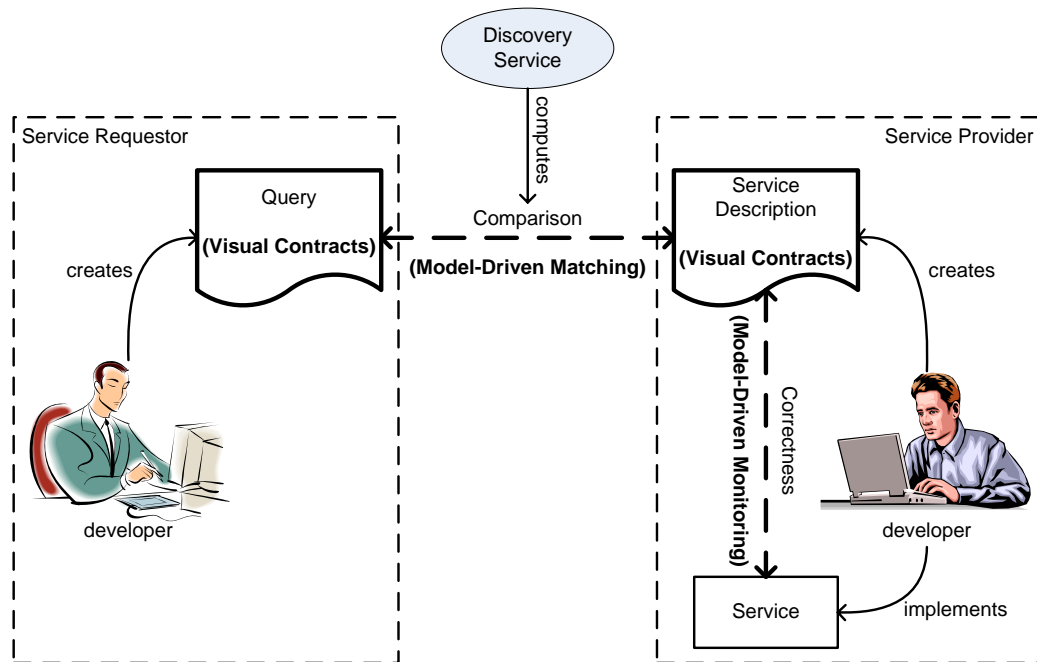 Discovery
Service
computes
Service Requestor
Service Provider
Query
(Visual Contracts)
Comparison
(Model-Driven Matching)
Service
Description
(Visual Contracts)
creates
creates
(Model-Driven Monitoring)
Correctness
developer
developer
Service
implements